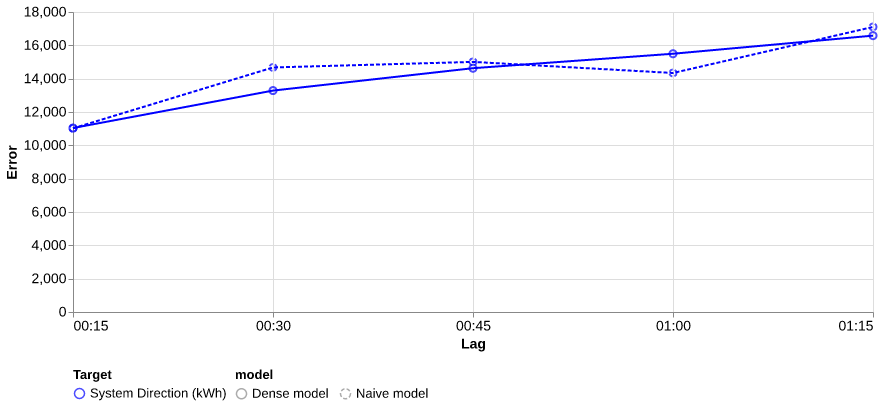 18,000
16,000
14,000
12,000
10,000
8,000
6,000
4,000
2,000
0
Error
00:15 00:30 00:45 01:00 01:15
Lag
Target model
System Direction (kWh) Dense model Naive model